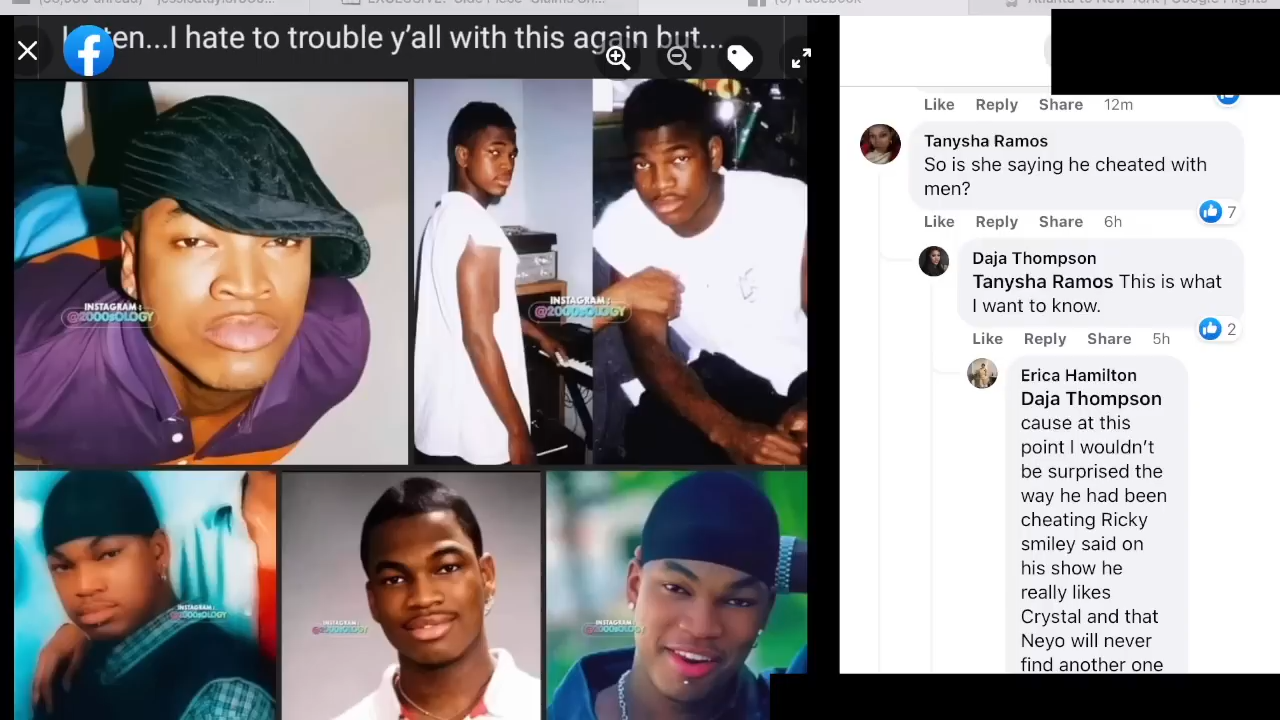 ten...I hate to trouble y'all with this again but...
INSTAGRAM:
@2000sOLOGY
INSTAGRAM:
@2000sOLOGY
INSTAGRAM:
@2000sOLOGY
INSTAGRAM:
@2000sOLOGY
INSTAGRAM:
@2000sOLOGY
Like Reply Share 12m
Tanysha Ramos
So is she saying he cheated with
men?
7
Like Reply Share 6h
Daja Thompson
Tanysha Ramos This is what
I want to know.
2
Like Reply Share 5h
Erica Hamilton
Daja Thompson
cause at this
point I wouldn't
be surprised the
way he had been
cheating Ricky
smiley said on
his show he
really likes
Crystal and that
Neyo will never
find another one